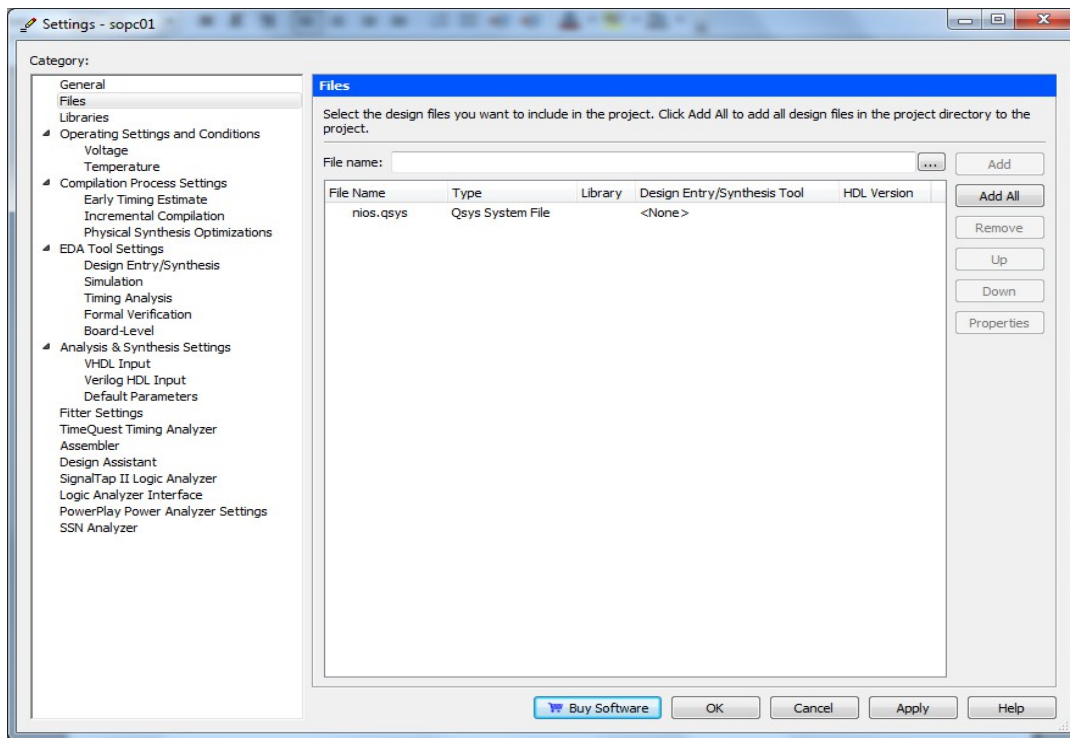 Settings - sopc01
Category:
General
Files
Libraries
Operating Settings and Conditions
Voltage
Temperature
Compilation Process Settings
Early Timing Estimate
Incremental Compilation
Physical Synthesis Optimizations
EDA Tool Settings
Design Entry/Synthesis
Simulation
Timing Analysis
Formal Verification
Board-Level
Analysis & Synthesis Settings
VHDL Input
Verilog HDL Input
Default Parameters
Fitter Settings
TimeQuest Timing Analyzer
Assembler
Design Assistant
SignalTap II Logic Analyzer
Logic Analyzer Interface
PowerPlay Power Analyzer Settings
SSN Analyzer
Files
Select the design files you want to include in the project. Click Add All to add all design files in the project directory to the
project.
File name: ... Add
File Name Type Library Design Entry/Synthesis Tool HDL Version
nios.qsys Qsys System File <None>
Add All
Remove
Up
Down
Properties
Buy Software OK Cancel Apply Help